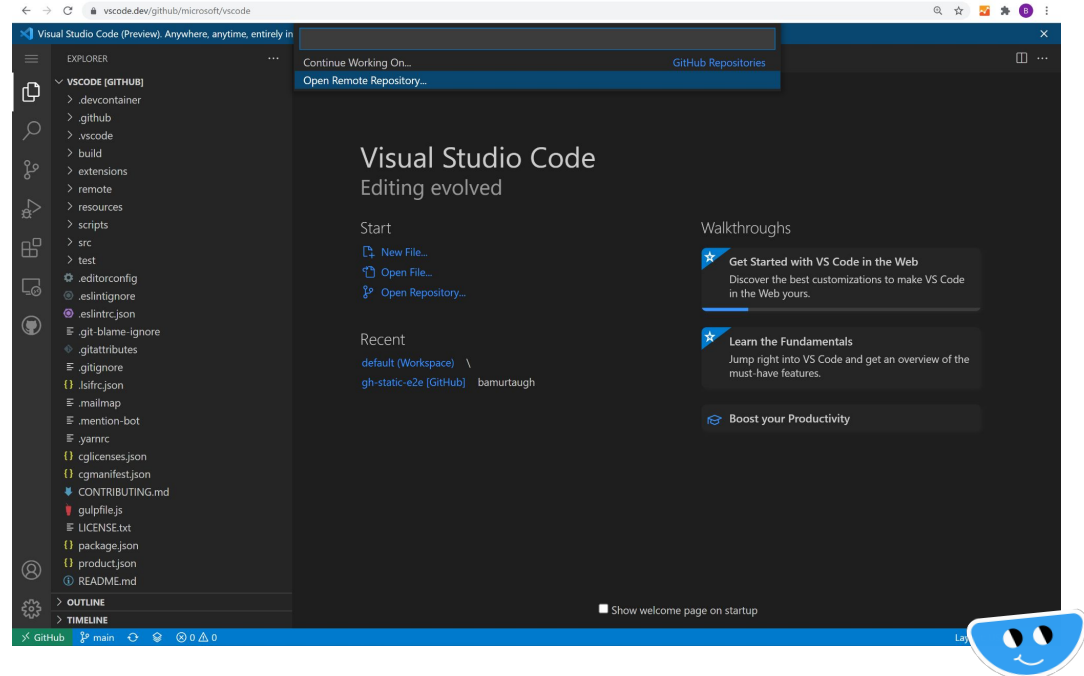 vscode.dev/github/microsoft/vscode
B
Visual Studio Code (Preview). Anywhere, anytime, entirely in
EXPLORER
Continue Working On...
GitHub Repositories
Open Remote Repository...
VSCODE [GITHUB]
.devcontainer
.github
.vscode
build
extensions
remote
resources
scripts
src
test
.editorconfig
.eslintignore
.eslintrc.json
.git-blame-ignore
.gitattributes
.gitignore
.lsifrc.json
.mailmap
.mention-bot
.yarnrc
cglicenses.json
cgmanifest.json
CONTRIBUTING.md
gulpfile.js
LICENSE.txt
package.json
product.json
README.md
OUTLINE
TIMELINE
Visual Studio Code
Editing evolved
Start
New File...
Open File...
Open Repository...
Recent
default (Workspace) \
gh-static-e2e [GitHub] bamurtaugh
Walkthroughs
Get Started with VS Code in the Web
Discover the best customizations to make VS Code
in the Web yours.
Learn the Fundamentals
Jump right into VS Code and get an overview of the
must-have features.
Boost your Productivity
Show welcome page on startup
GitHub main 0 0